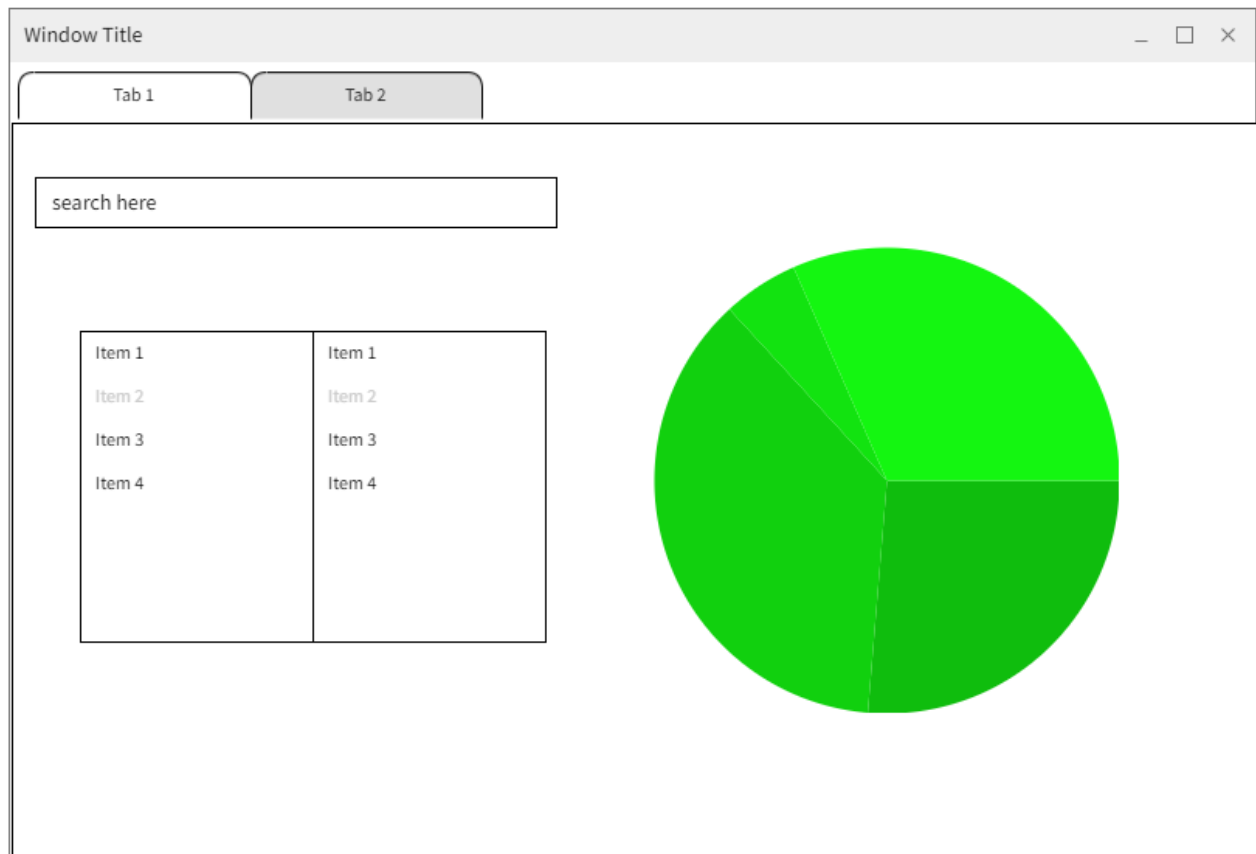 Window Title
Tab 1
Tab 2
search here
Item 1
Item 2
Item 3
Item 4
Item 1
Item 2
Item 3
Item 4